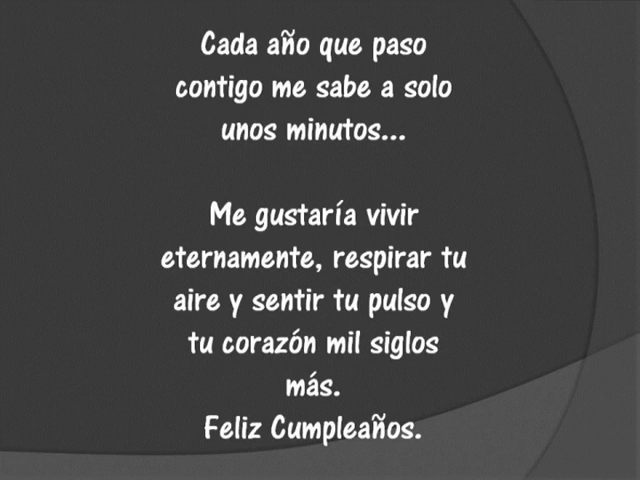 Cada año que paso
contigo me sabe a solo
unos minutos...
Me gustaría vivir
eternamente, respirar tu
aire y sentir tu pulso y
tu corazón mil siglos
más.
Feliz Cumpleaños.